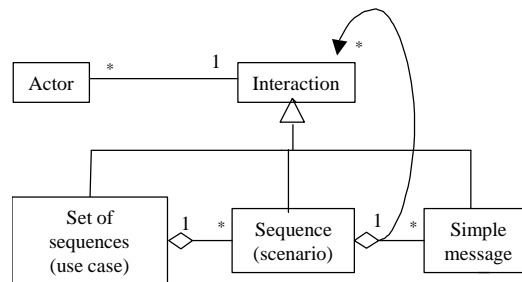 *
Actor
*
1
Interaction
Set of
sequences
(use case)
1
*
Sequence
(scenario)
1
*
Simple
message